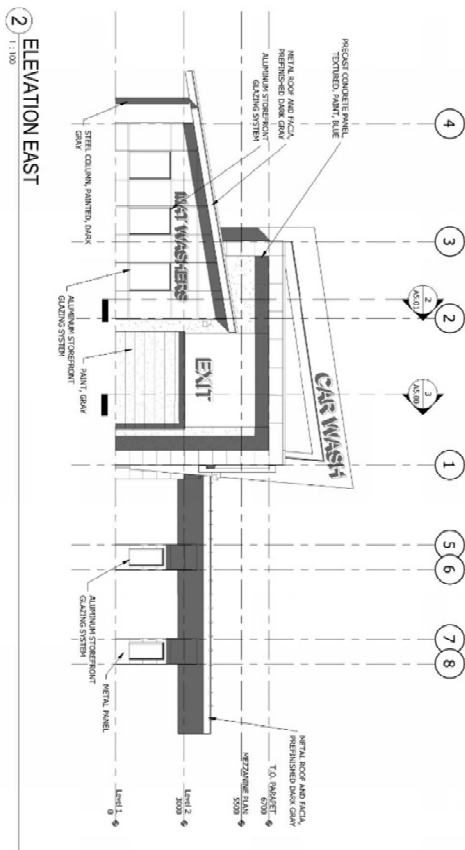 4
3
2
1
5
6
7
8
2
A5.01
3
A5.00
PRECAST CONCRETE PANEL,
TEXTURED, PAINT, BLUE
METAL ROOF AND FACIA,
PREFINISHED DARK GRAY
ALUMINUM STOREFRONT
GLAZING SYSTEM
CAR WASH
EXIT
MAT WASHERS
STEEL COLUMN, PAINTED, DARK
GRAY
ALUMINUM STOREFRONT
GLAZING SYSTEM
PAINT, GRAY
ALUMINUM STOREFRONT
GLAZING SYSTEM
METAL PANEL
METAL ROOF AND FACIA,
PREFINISHED DARK GRAY
T.O. PARAPET
6700
MEZZANINE PLAN
5500
Level 2
3000
Level 1
0
2
ELEVATION EAST
1 : 100